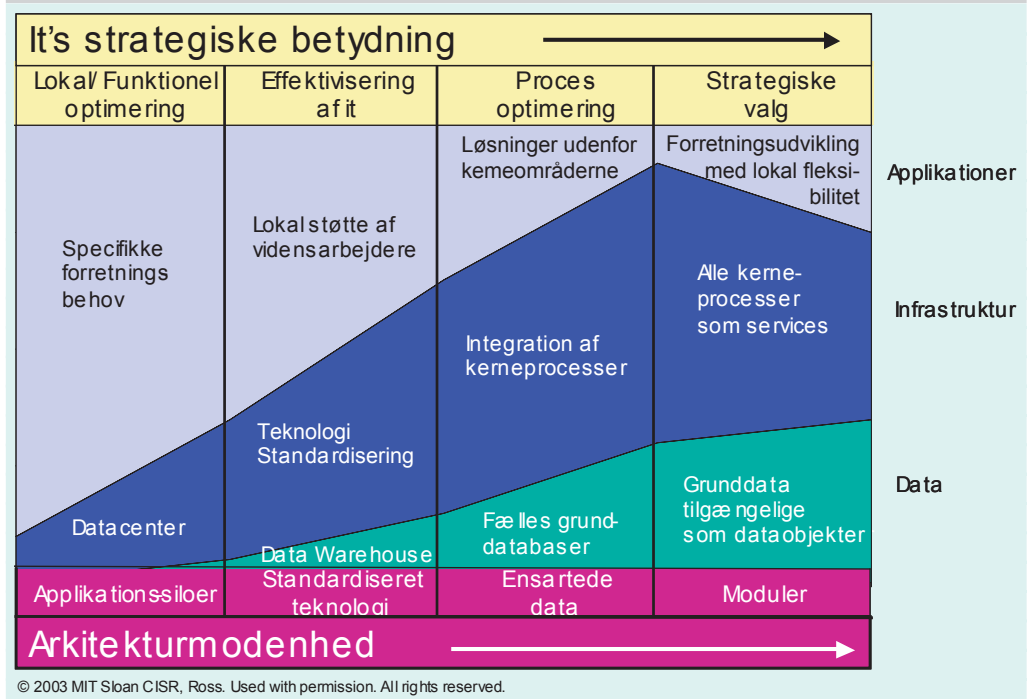 It's strategiske betydning
Lokal/ Funktionel
optimering
Effektivisering
af it
Proces
optimering
Strategiske
valg
Specifikke
forretnings
behov
Lokal støtte af
vidensarbejdere
Løsninger udenfor
kerneområderne
Forretningsudvikling
med lokal fleksi-
bilitet
Applikationer
Datacenter
Teknologi
Standardisering
Integration af
kerneprocesser
Alle kerne-
processer
som services
Infrastruktur
Data Warehouse
Fælles grund-
databaser
Grunddata
tilgængelige
som dataobjekter
Data
Applikationssiloer
Standardiseret
teknologi
Ensartede
data
Moduler
Arkitekturmodenhed
© 2003 MIT Sloan CISR, Ross. Used with permission. All rights reserved.